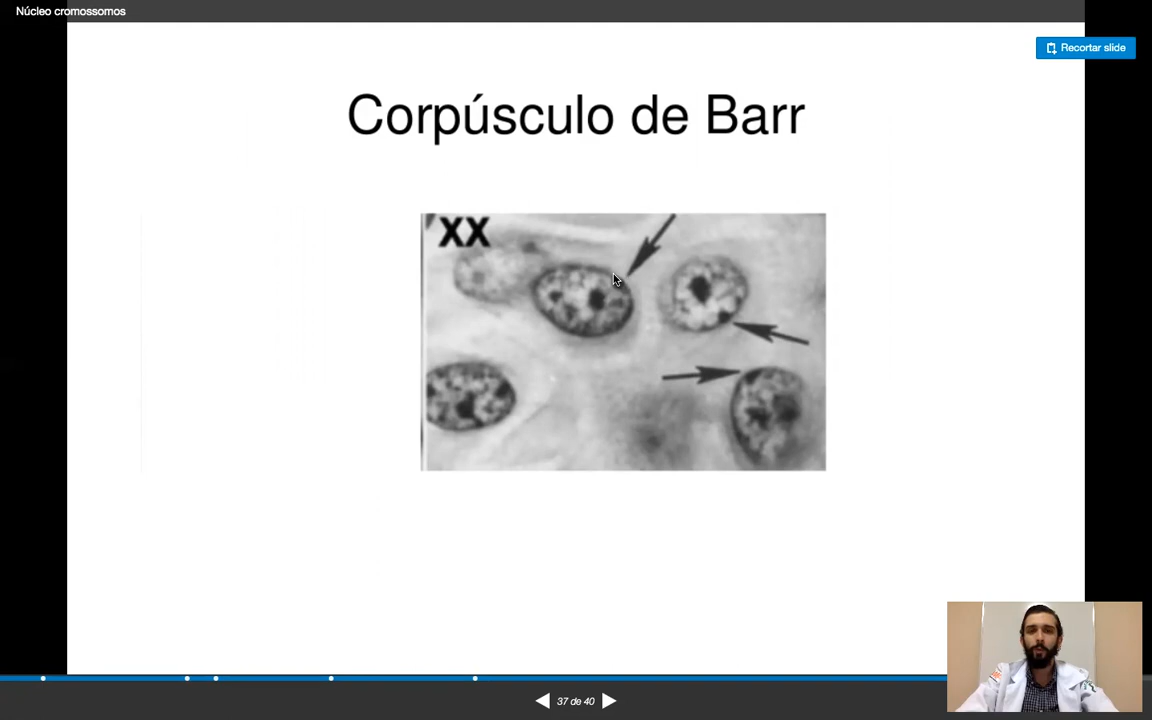 Núcleo cromossomos
Recortar slide
Corpúsculo de Barr
XX
37 de 40